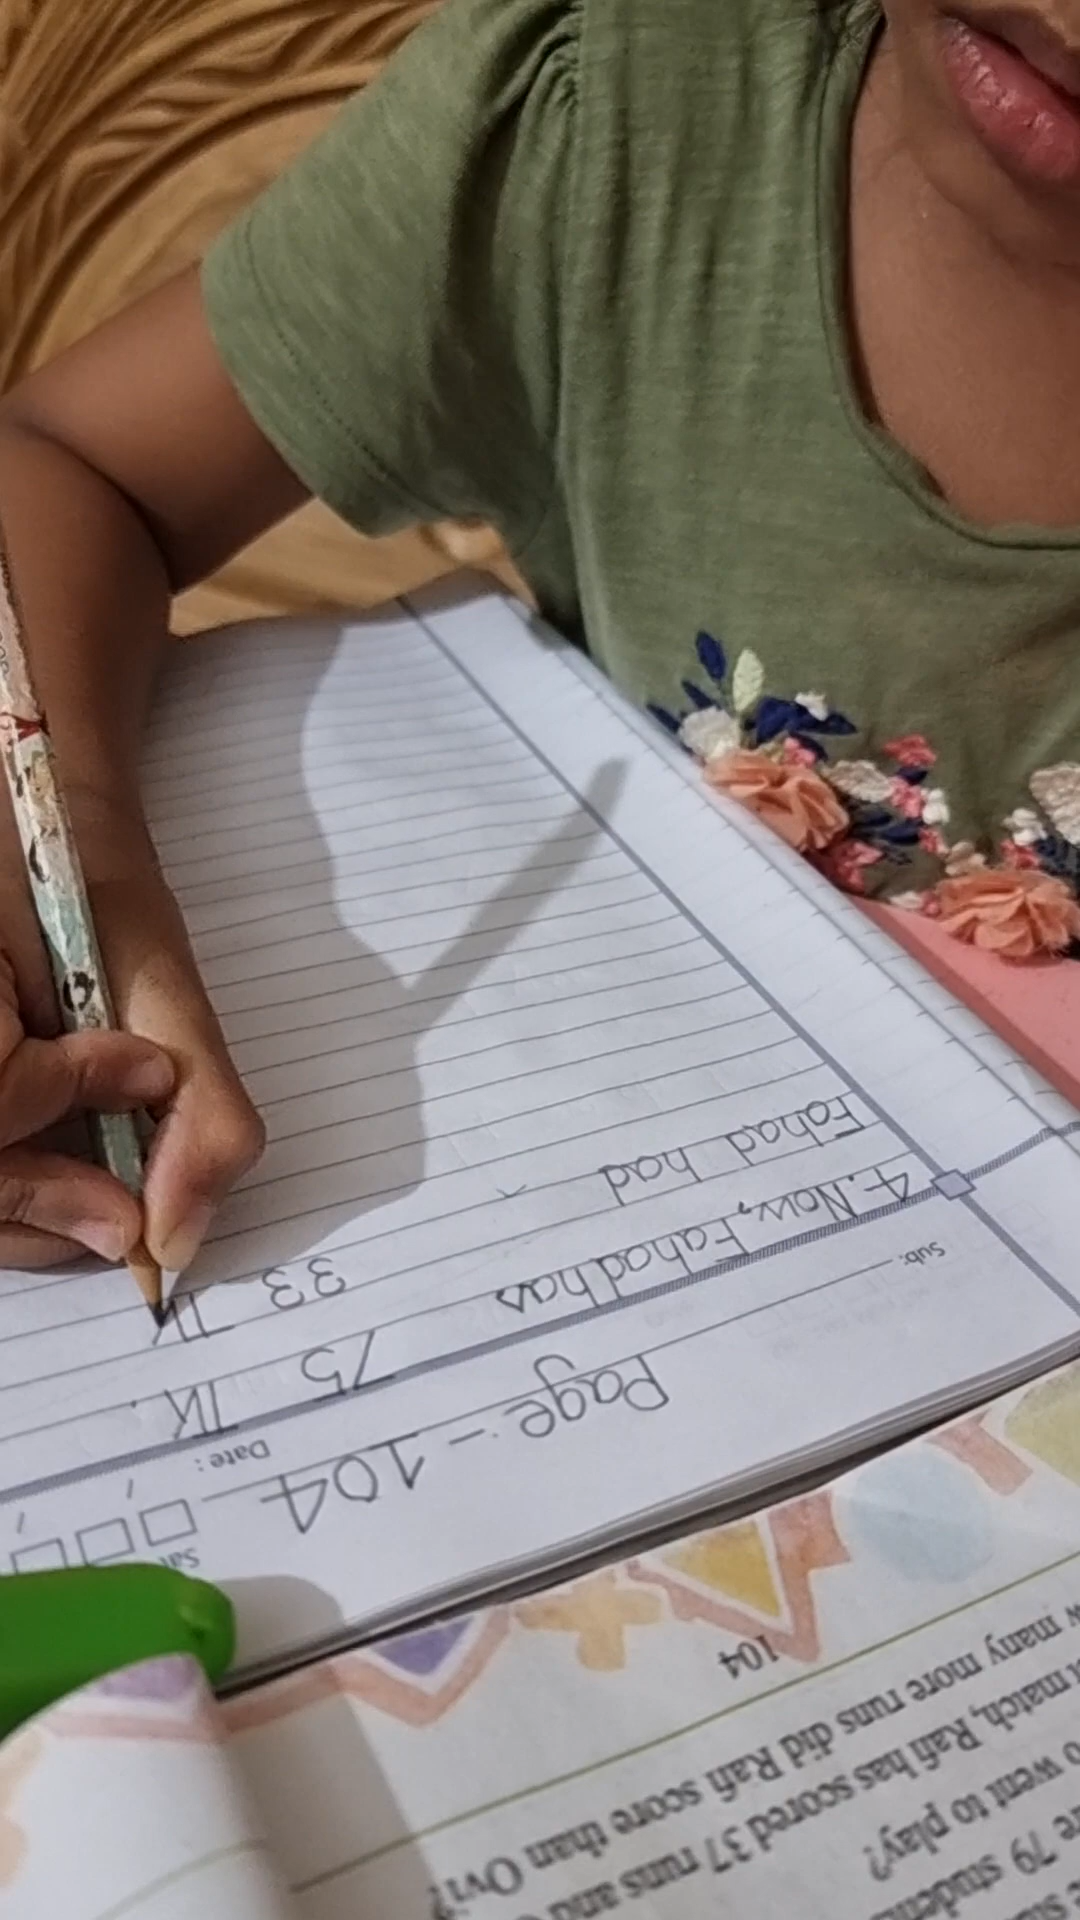 Sub:
Date :
Page - 104
4. Now, Fahad has 75 TK.
Fahad had 33 TK
104
many more runs did Rafi score than Ovi?
match, Rafi has scored 37 runs and
went to play?
79 students